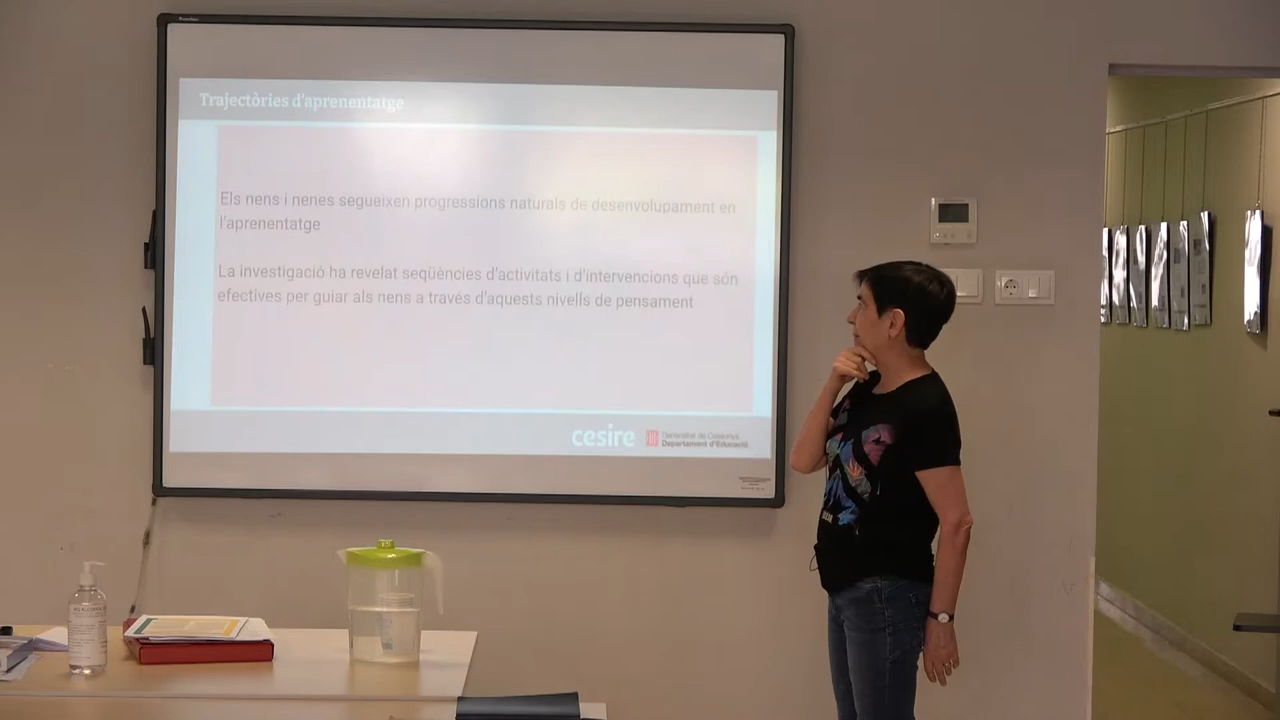 Trajectòries d'aprenentatge
Els nens i nenes segueixen progressions naturals de desenvolupament en
l'aprenentatge
La investigació ha revelat seqüències d'activitats i d'intervencions que són
efectives per guiar als nens a través d'aquests nivells de pensament
cesire
Generalitat de Catalunya
Departament d'Educació